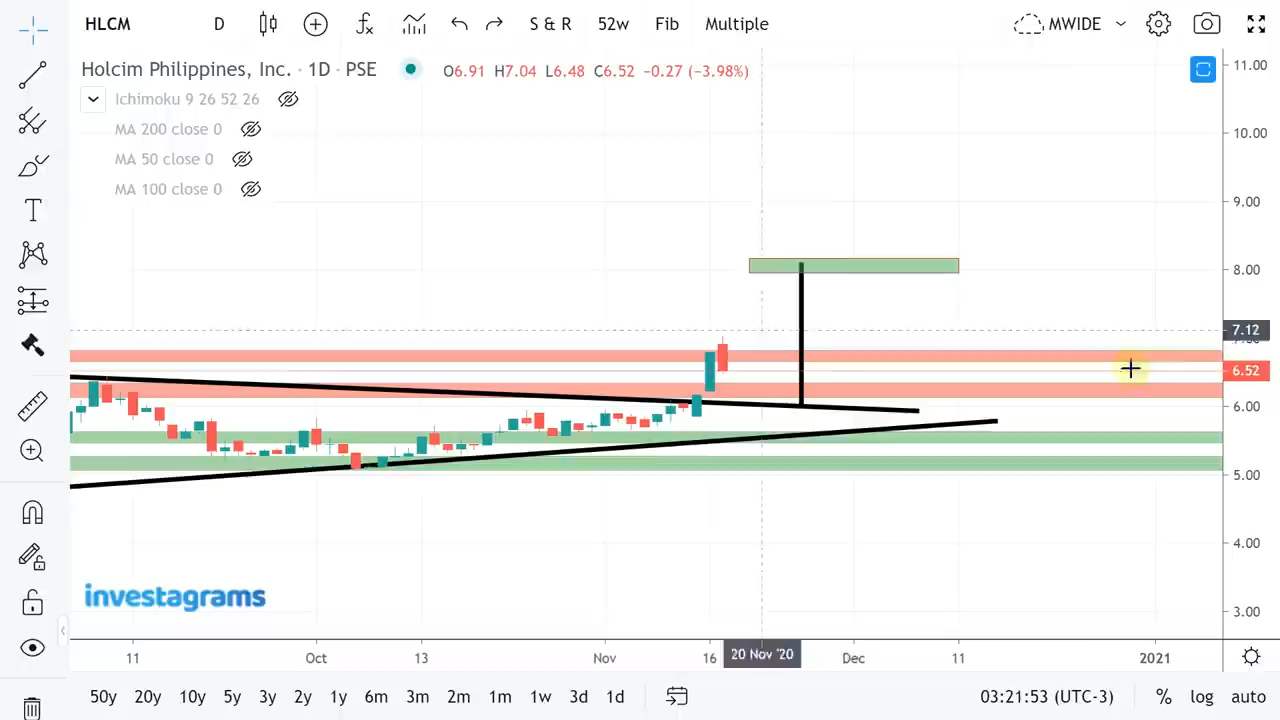 HLCM D S & R 52w Fib Multiple MWIDE
Holcim Philippines, Inc. · 1D · PSE O6.91 H7.04 L6.48 C6.52 −0.27 (−3.98%)
Ichimoku 9 26 52 26
MA 200 close 0
MA 50 close 0
MA 100 close 0
11.00
10.00
9.00
8.00
7.12
6.52
6.00
5.00
4.00
3.00
investagrams
11 Oct 13 Nov 16 20 Nov '20 Dec 11 2021
50y 20y 10y 5y 3y 2y 1y 6m 3m 2m 1m 1w 3d 1d 03:21:53 (UTC-3) % log auto